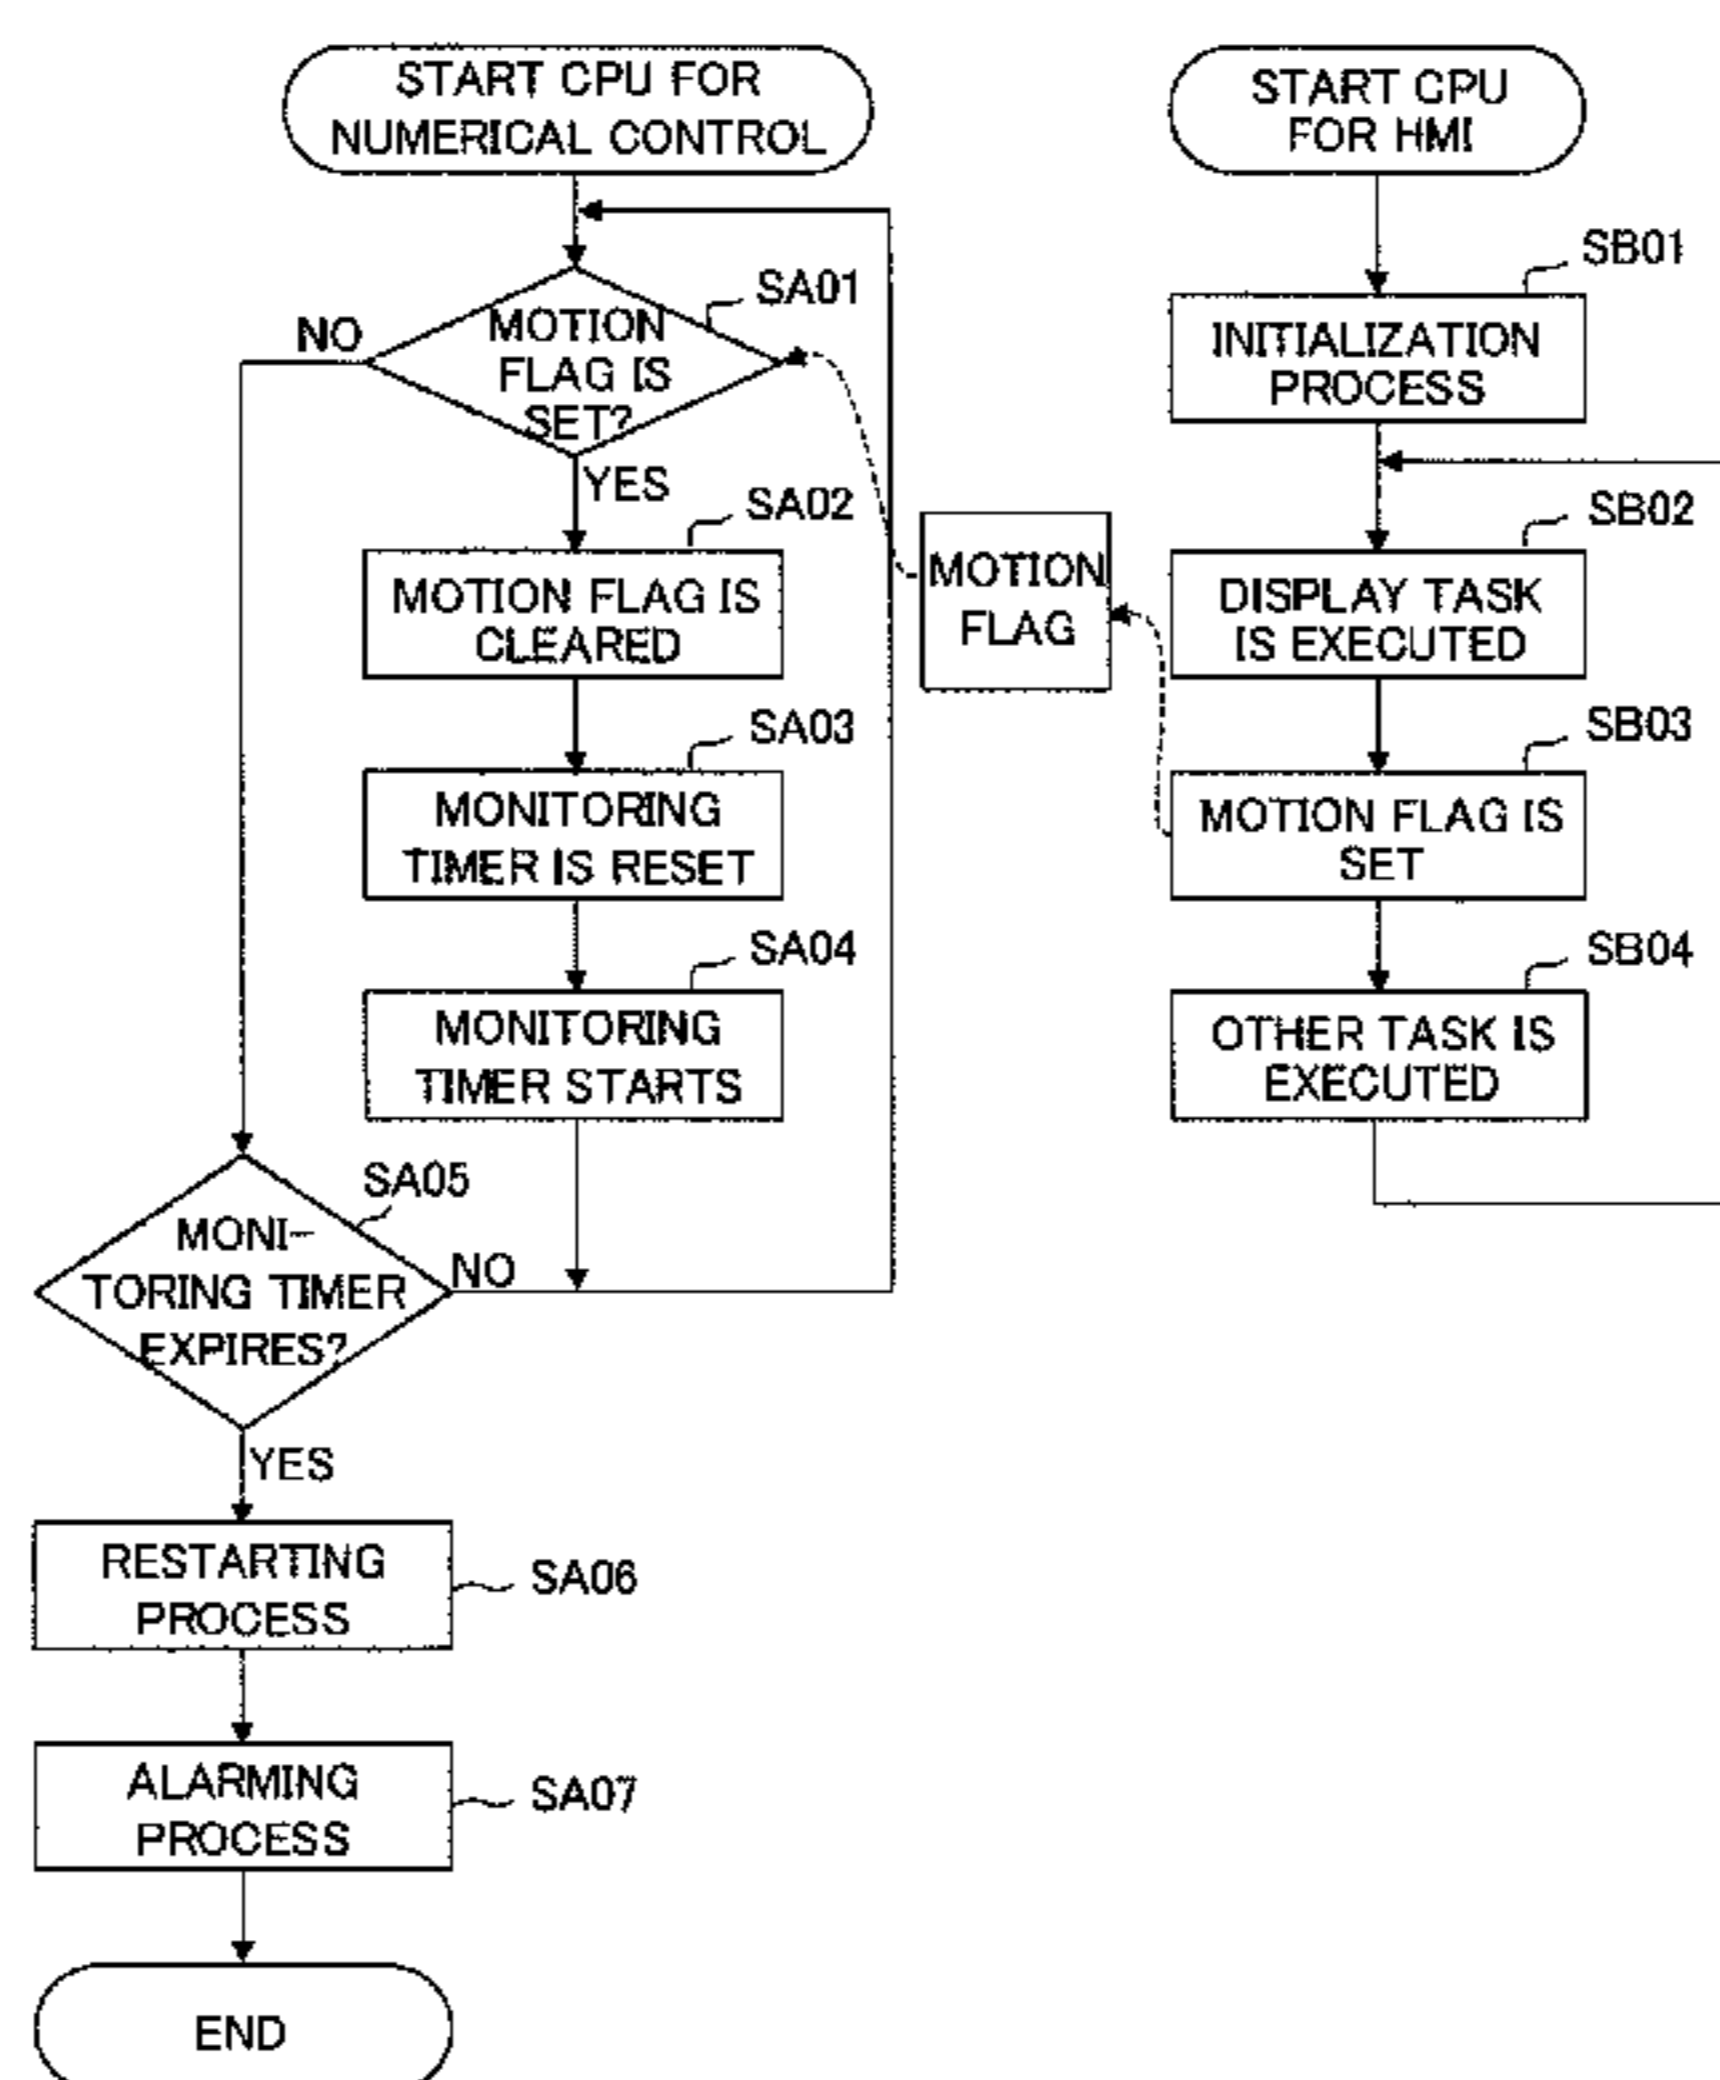 START CPU FOR
NUMERICAL CONTROL
SA01
MOTION
FLAG IS
SET?
NO
YES
SA02
MOTION FLAG IS
CLEARED
SA03
MONITORING
TIMER IS RESET
SA04
MONITORING
TIMER STARTS
SA05
MONI-
TORING TIMER
EXPIRES?
NO
YES
RESTARTING
PROCESS
SA06
ALARMING
PROCESS
SA07
END
MOTION
FLAG
START CPU
FOR HMI
SB01
INITIALIZATION
PROCESS
SB02
DISPLAY TASK
IS EXECUTED
SB03
MOTION FLAG IS
SET
SB04
OTHER TASK IS
EXECUTED